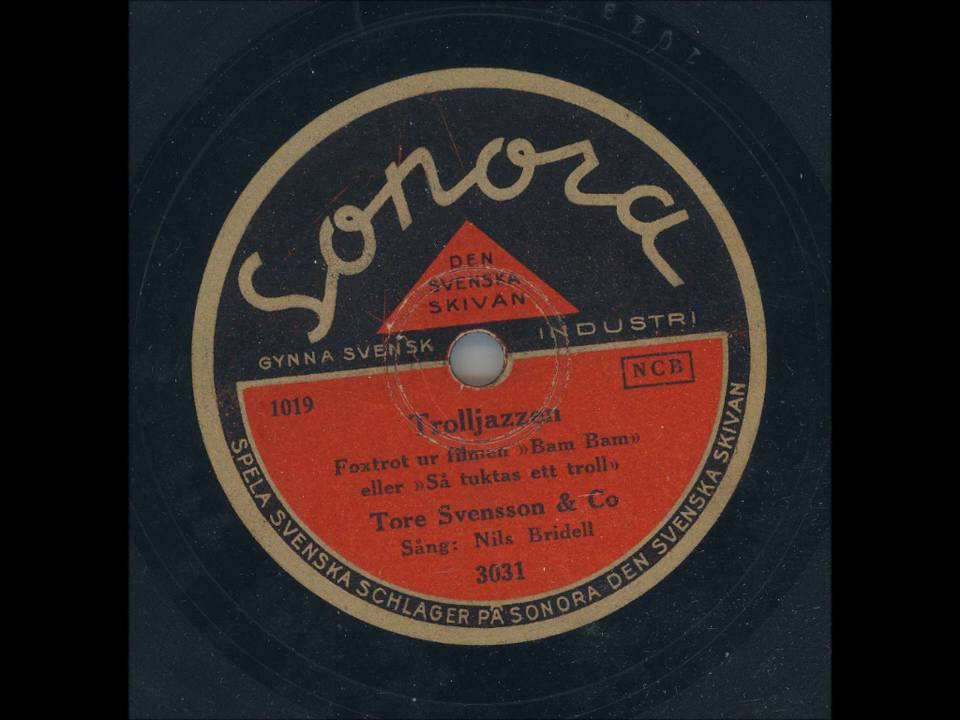 Sonora
DEN
SVENSKA
SKIVAN
GYNNA SVENSK INDUSTRI
NCB
1019
Trolljazzen
Foxtrot ur filmen »Bam Bam»
eller »Så tuktas ett troll»
Tore Svensson & Co
Sång: Nils Bridell
3031
SPELA SVENSKA SCHLAGER PÅ SONORA DEN SVENSKA SKIVAN